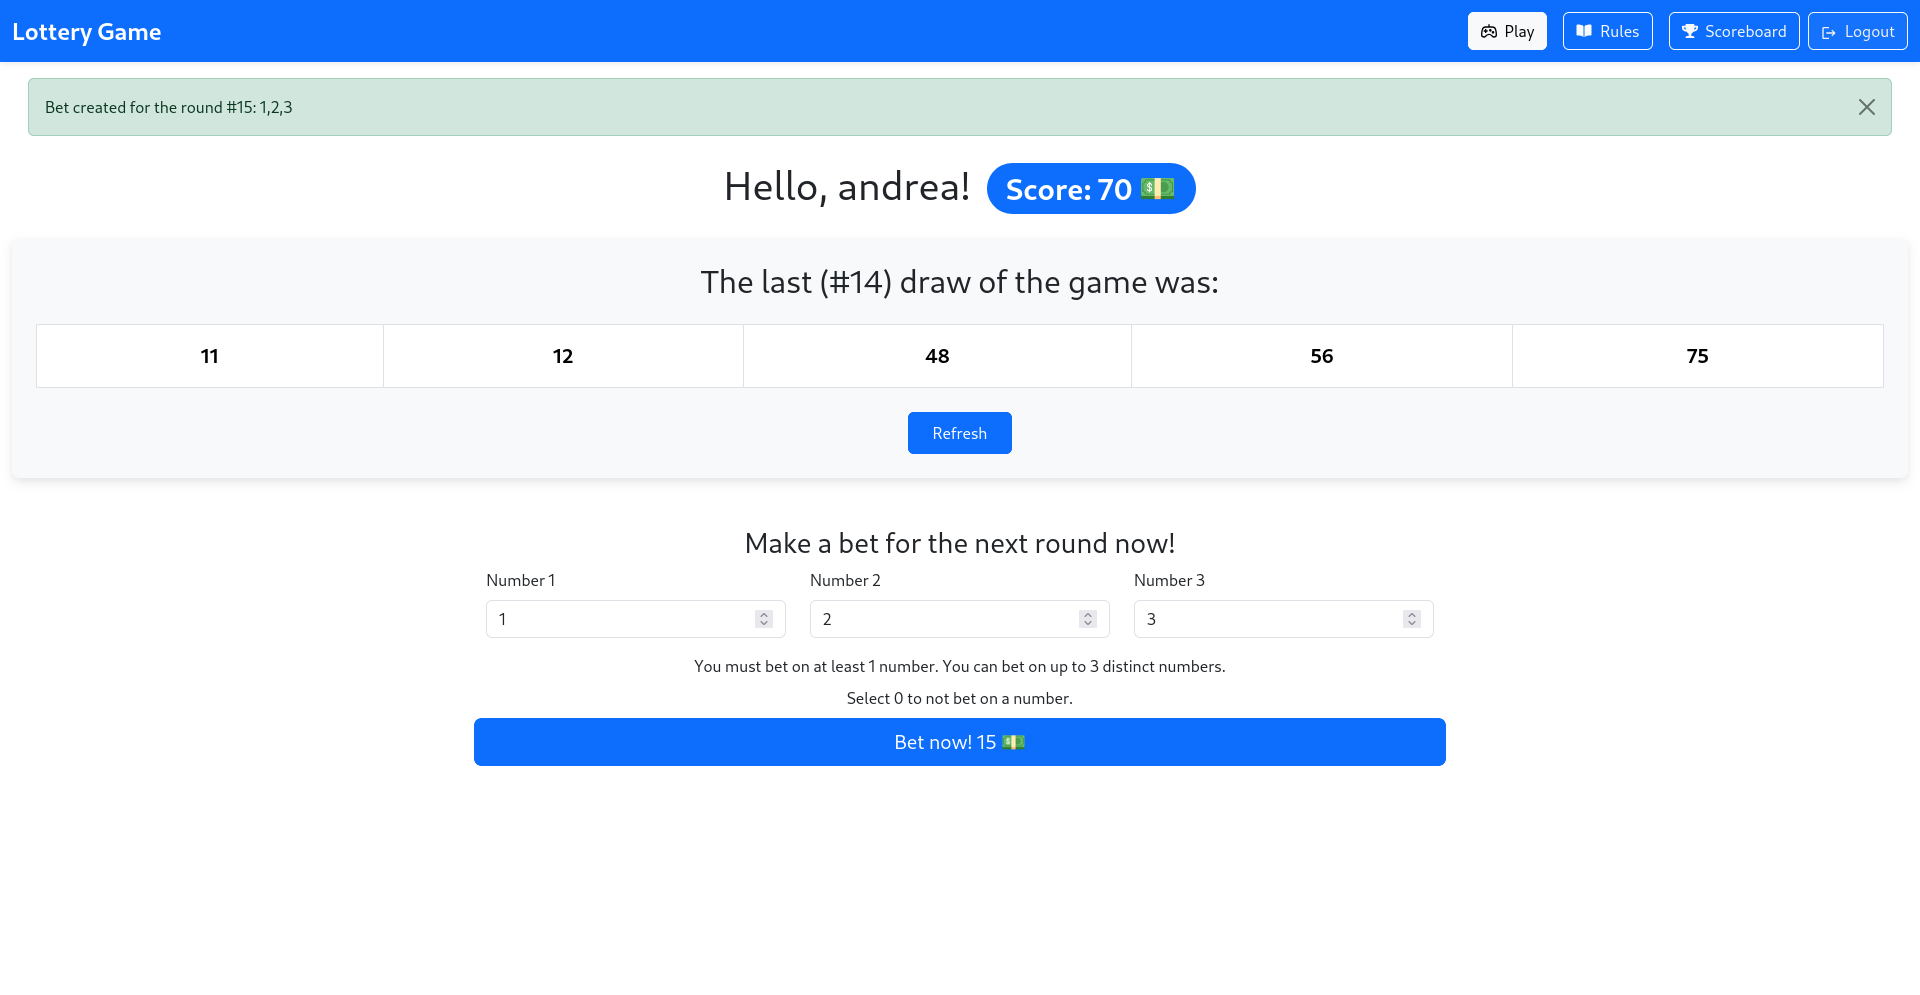 Lottery Game Play Rules Scoreboard Logout
Bet created for the round #15: 1,2,3
Hello, andrea! Score: 70 💵
The last (#14) draw of the game was:
11 12 48 56 75
Refresh
Make a bet for the next round now!
Number 1 Number 2 Number 3
1 2 3
You must bet on at least 1 number. You can bet on up to 3 distinct numbers.
Select 0 to not bet on a number.
Bet now! 15 💵